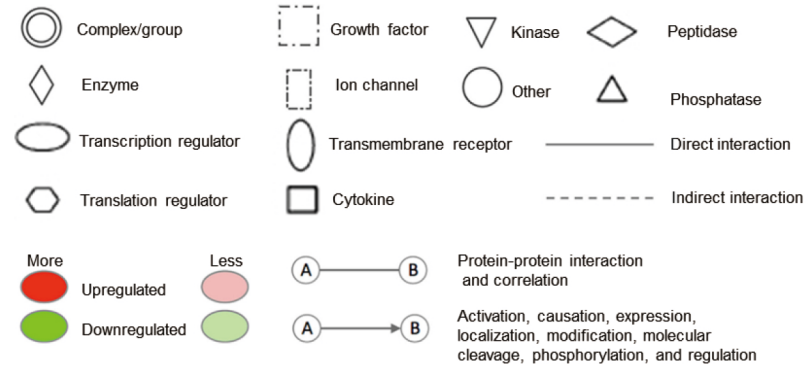 Complex/group
Growth factor
Kinase
Peptidase
Enzyme
Ion channel
Other
Phosphatase
Transcription regulator
Transmembrane receptor
Direct interaction
Translation regulator
Cytokine
Indirect interaction
More
Less
Upregulated
Downregulated
A
B
Protein-protein interaction
and correlation
A
B
Activation, causation, expression,
localization, modification, molecular
cleavage, phosphorylation, and regulation